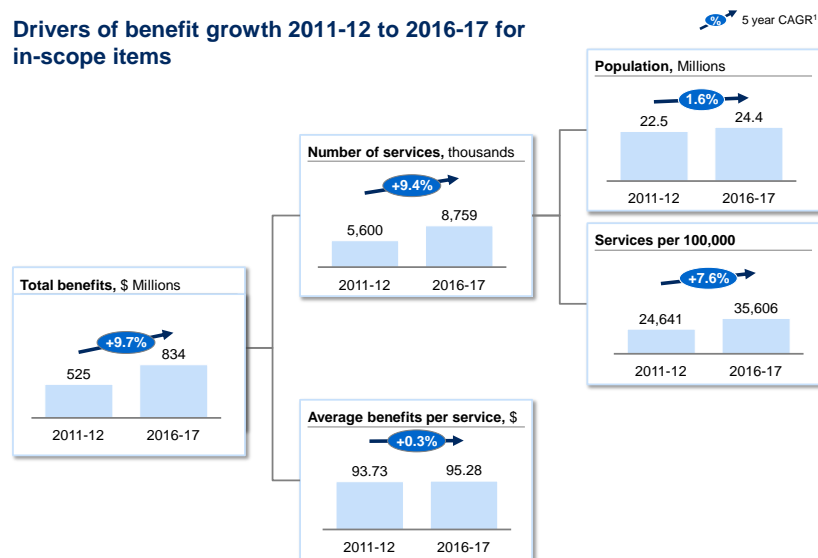 Drivers of benefit growth 2011-12 to 2016-17 for
in-scope items
% 5 year CAGR1
Population, Millions
1.6%
22.5 24.4
2011-12 2016-17
Number of services, thousands
+9.4%
5,600 8,759
2011-12 2016-17
Services per 100,000
+7.6%
24,641 35,606
2011-12 2016-17
Total benefits, $ Millions
+9.7%
525 834
2011-12 2016-17
Average benefits per service, $
+0.3%
93.73 95.28
2011-12 2016-17